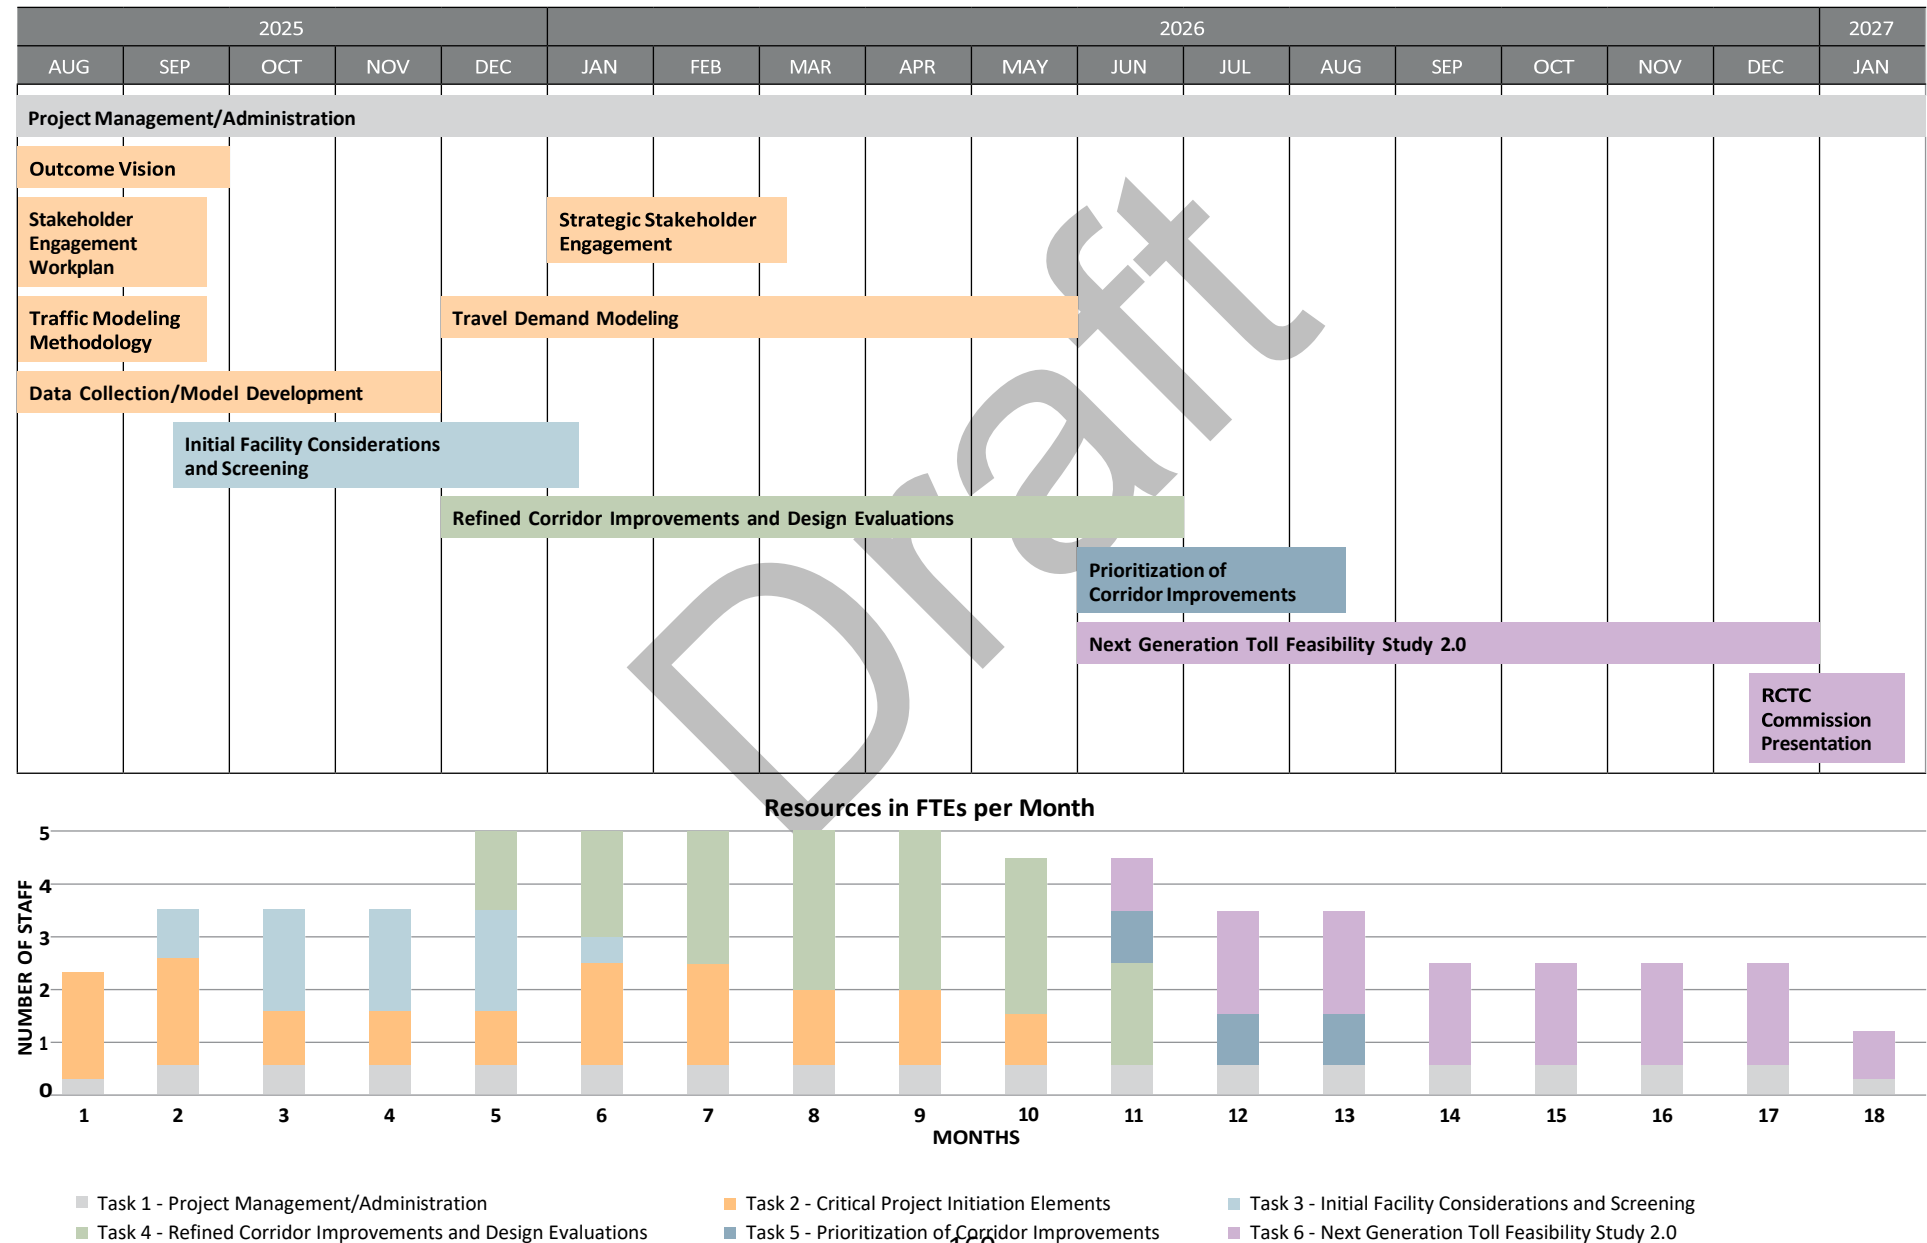 2025 2026 2027
AUG SEP OCT NOV DEC JAN FEB MAR APR MAY JUN JUL AUG SEP OCT NOV DEC JAN
Project Management/Administration
Outcome Vision
Stakeholder
Engagement
Workplan
Strategic Stakeholder
Engagement
Traffic Modeling
Methodology
Travel Demand Modeling
Data Collection/Model Development
Initial Facility Considerations
and Screening
Refined Corridor Improvements and Design Evaluations
Prioritization of
Corridor Improvements
Next Generation Toll Feasibility Study 2.0
RCTC
Commission
Presentation
Draft
Resources in FTEs per Month
NUMBER OF STAFF
5
4
3
2
1
0
1 2 3 4 5 6 7 8 9 10 11 12 13 14 15 16 17 18
MONTHS
Task 1 - Project Management/Administration
Task 2 - Critical Project Initiation Elements
Task 3 - Initial Facility Considerations and Screening
Task 4 - Refined Corridor Improvements and Design Evaluations
Task 5 - Prioritization of Corridor Improvements
Task 6 - Next Generation Toll Feasibility Study 2.0